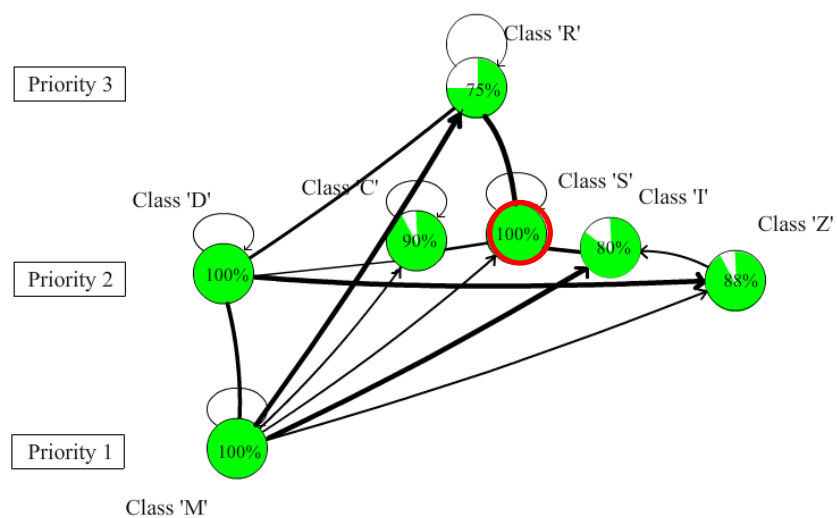 Class 'R'
Priority 3
75%
Class 'D'
Class 'C'
Class 'S'
Class 'I'
Class 'Z'
Priority 2
100%
90%
100%
80%
88%
Priority 1
100%
Class 'M'